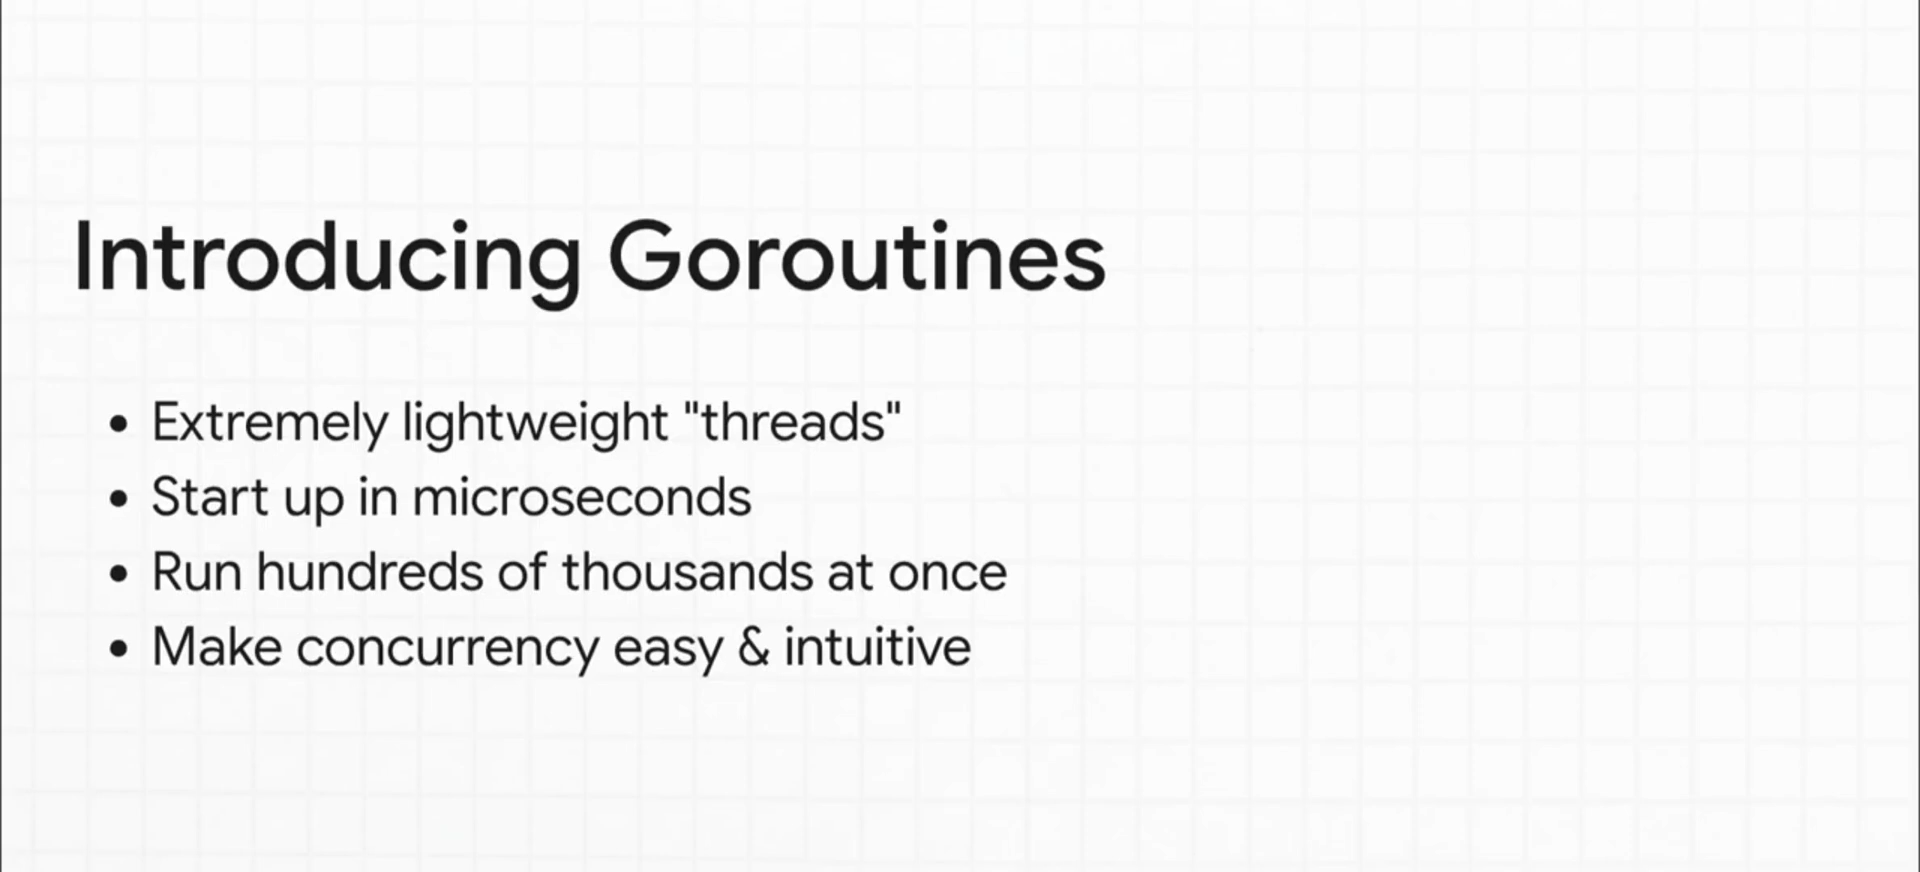 Introducing Goroutines
• Extremely lightweight "threads"
• Start up in microseconds
• Run hundreds of thousands at once
• Make concurrency easy & intuitive